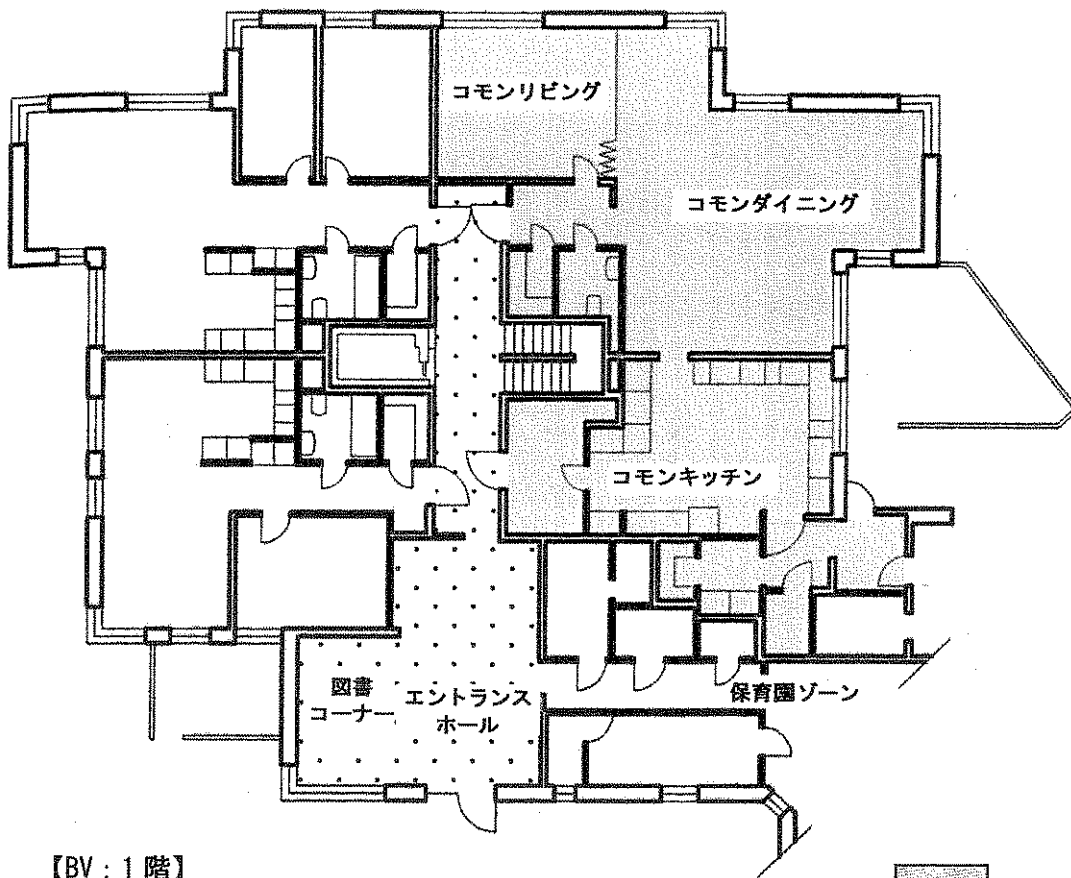 コモンリビング
コモンダイニング
コモンキッチン
図書
コーナー
エントランス
ホール
保育園ゾーン
【BV：1階】